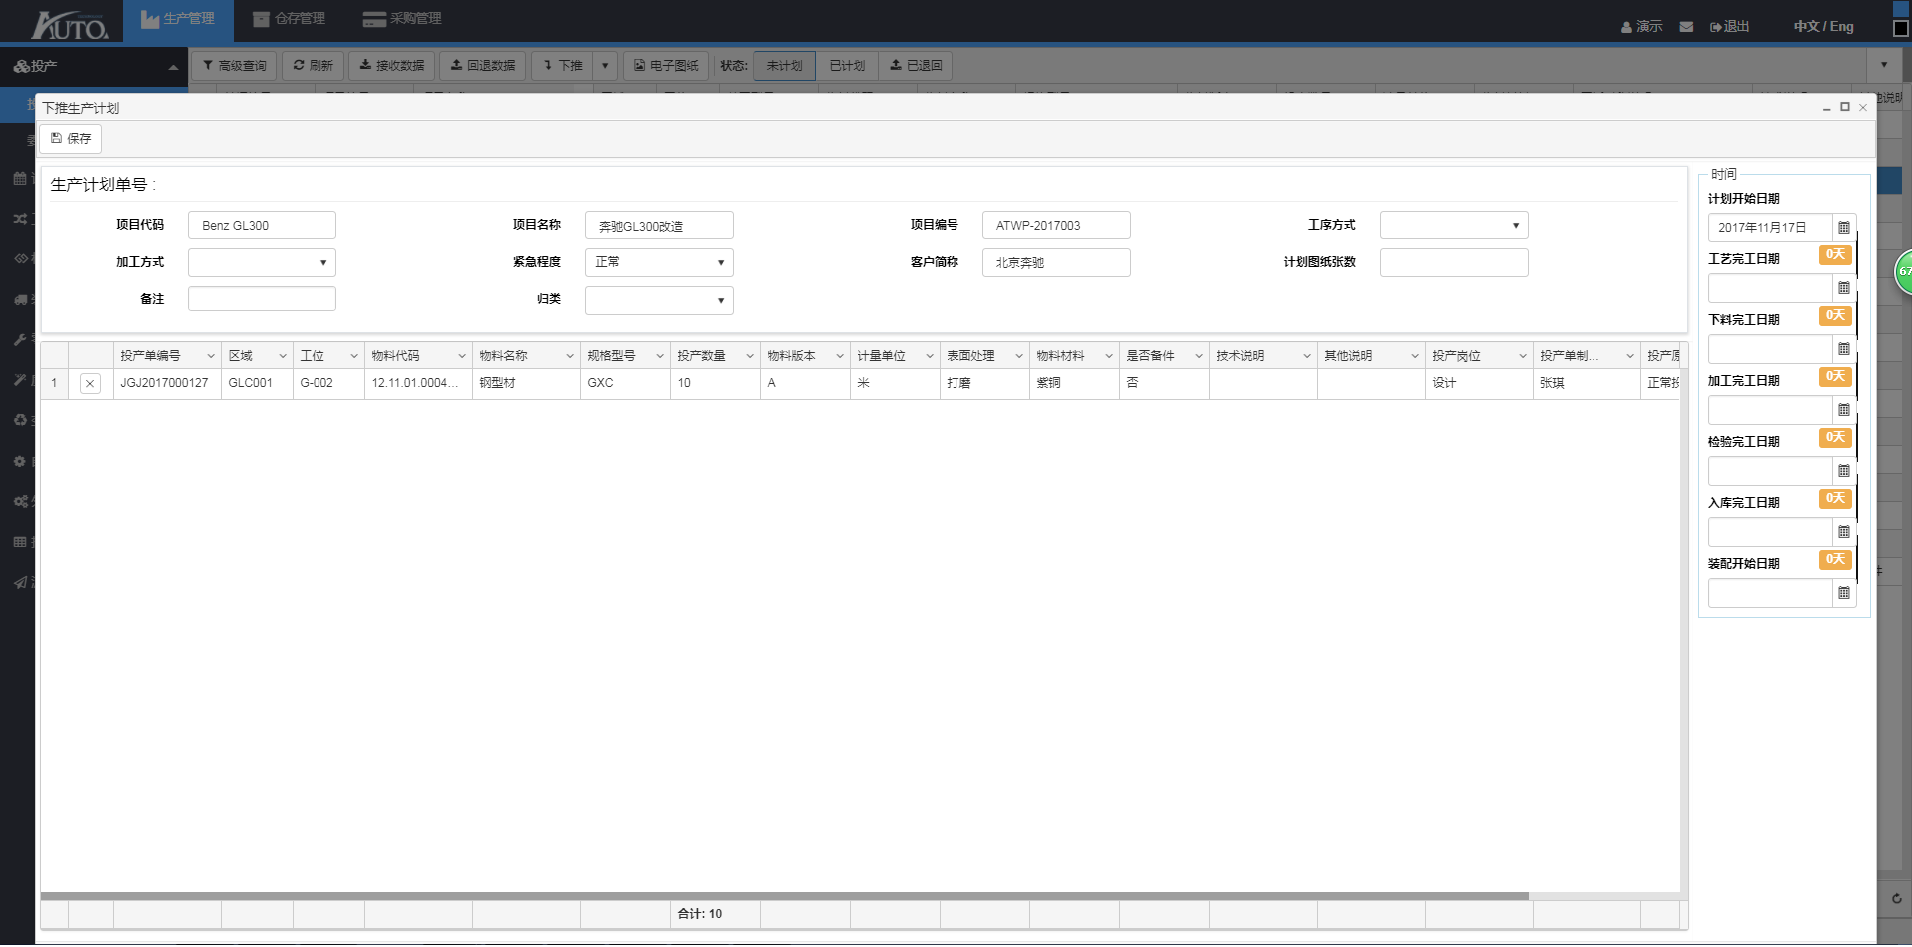 AUTO.
生产管理
仓存管理
采购管理
演示
退出
中文 / Eng
投产
高级查询
刷新
接收数据
回退数据
下推
电子图纸
状态:
未计划
已计划
已退回
下推生产计划
保存
生产计划单号 :
项目代码 Benz GL300
项目名称 奔驰GL300改造
项目编号 ATWP-2017003
工序方式
加工方式
紧急程度 正常
客户简称 北京奔驰
计划图纸张数
备注
归类
投产单编号 区域 工位 物料代码 物料名称 规格型号 投产数量 物料版本 计量单位 表面处理 物料材料 是否备件 技术说明 其他说明 投产岗位 投产单制... 投产原
1 JGJ2017000127 GLC001 G-002 12.11.01.0004... 钢型材 GXC 10 A 米 打磨 紫铜 否 设计 张琪 正常投
合计: 10
时间
计划开始日期
2017年11月17日
工艺完工日期 0天
下料完工日期 0天
加工完工日期 0天
检验完工日期 0天
入库完工日期 0天
装配开始日期 0天
67